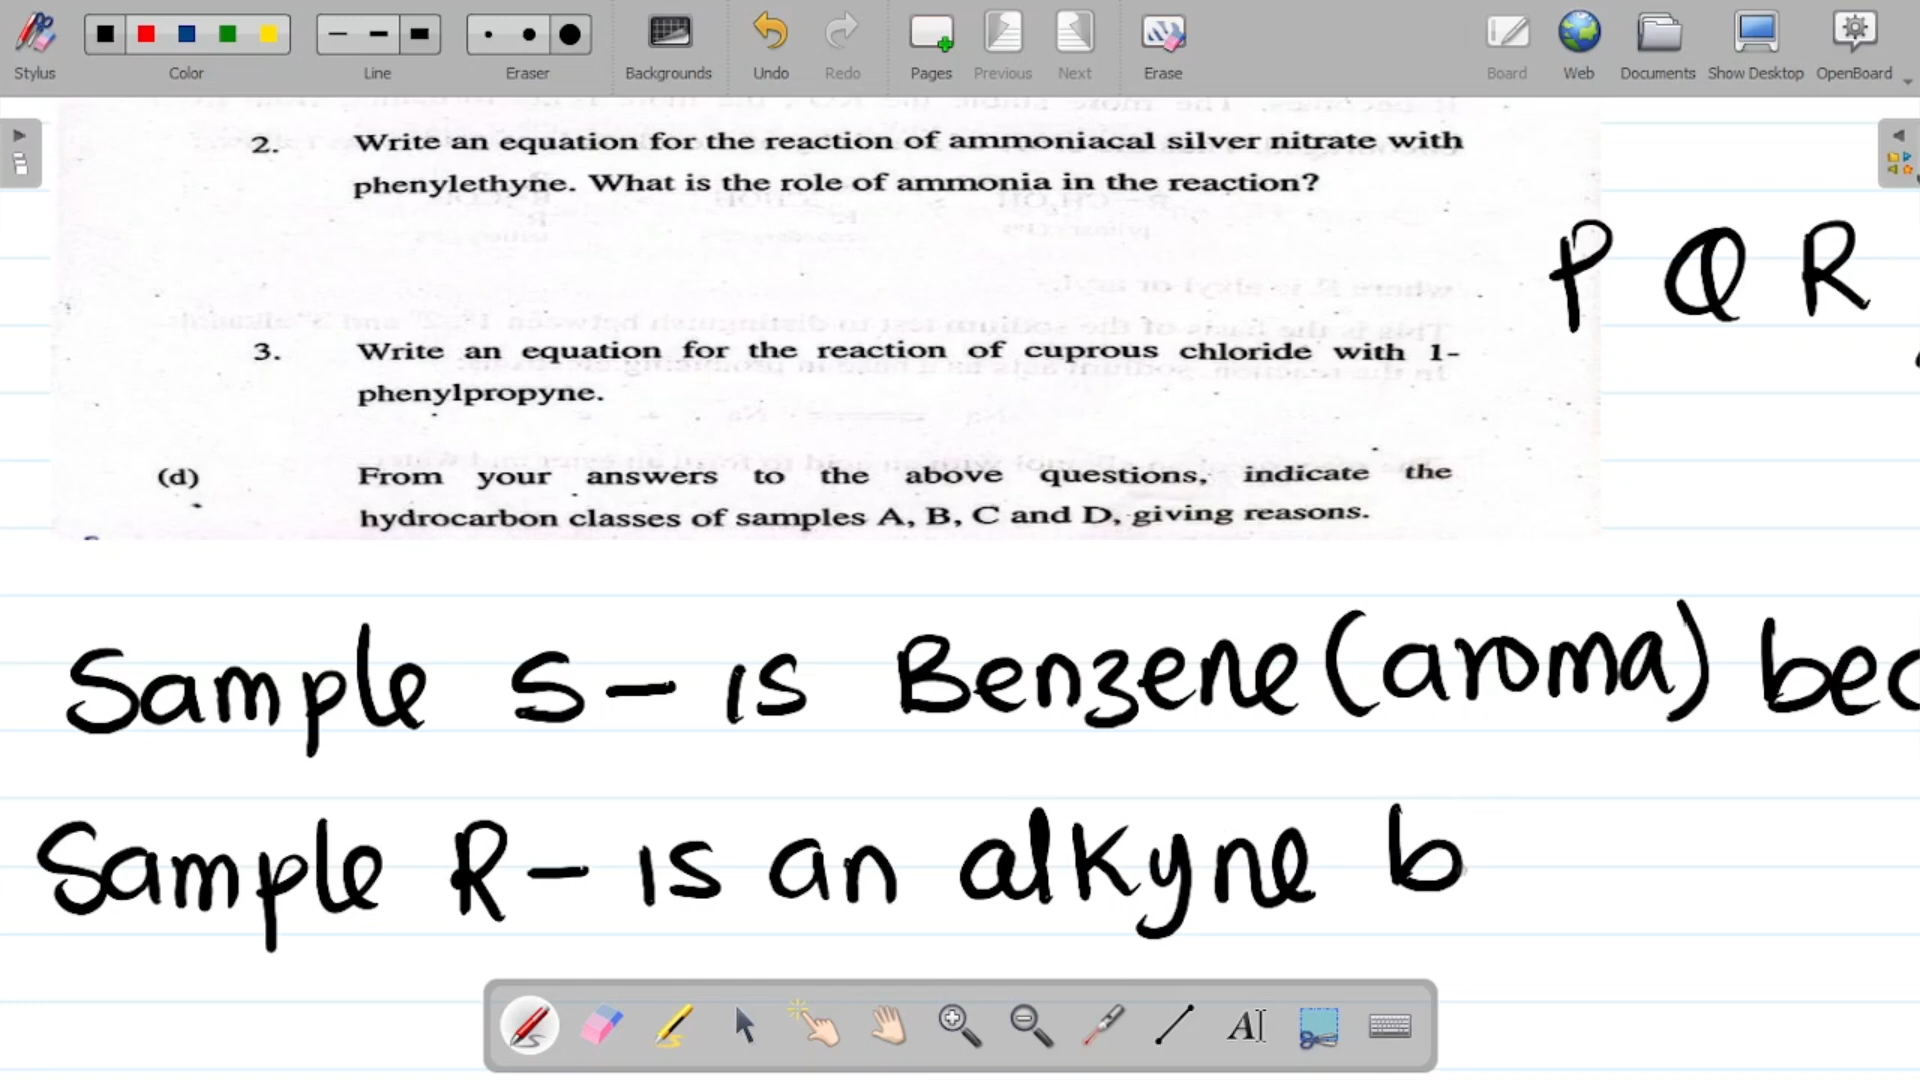 Stylus Color Line Eraser Backgrounds Undo Redo Pages Previous Next Erase Board Web Documents Show Desktop OpenBoard
2. Write an equation for the reaction of ammoniacal silver nitrate with
phenylethyne. What is the role of ammonia in the reaction?
P Q R
3. Write an equation for the reaction of cuprous chloride with 1-
phenylpropyne.
(d) From your answers to the above questions, indicate the
hydrocarbon classes of samples A, B, C and D, giving reasons.
Sample S- is Benzene (aroma) bec
Sample R- is an alkyne b